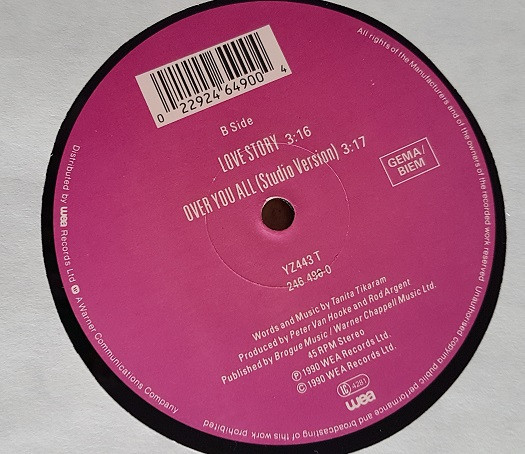 0 22924 64900 4
B Side
LOVE STORY 3:16
OVER YOU ALL (Studio Version) 3:17
GEMA/
BIEM
YZ443 T
246 490-0
Words and Music by Tanita Tikaram
Produced by Peter Van Hooke and Rod Argent
Published by Brogue Music / Warner Chappell Music Ltd.
45 RPM Stereo
Ⓟ 1990 WEA Records Ltd.
© 1990 WEA Records Ltd.
LC 4281
wea
All rights of the Manufacturers and of the owners of the recorded work reserved Unauthorised copying public performance and broadcasting of this work prohibited
Distributed by wea Records Ltd A Warner Communications Company